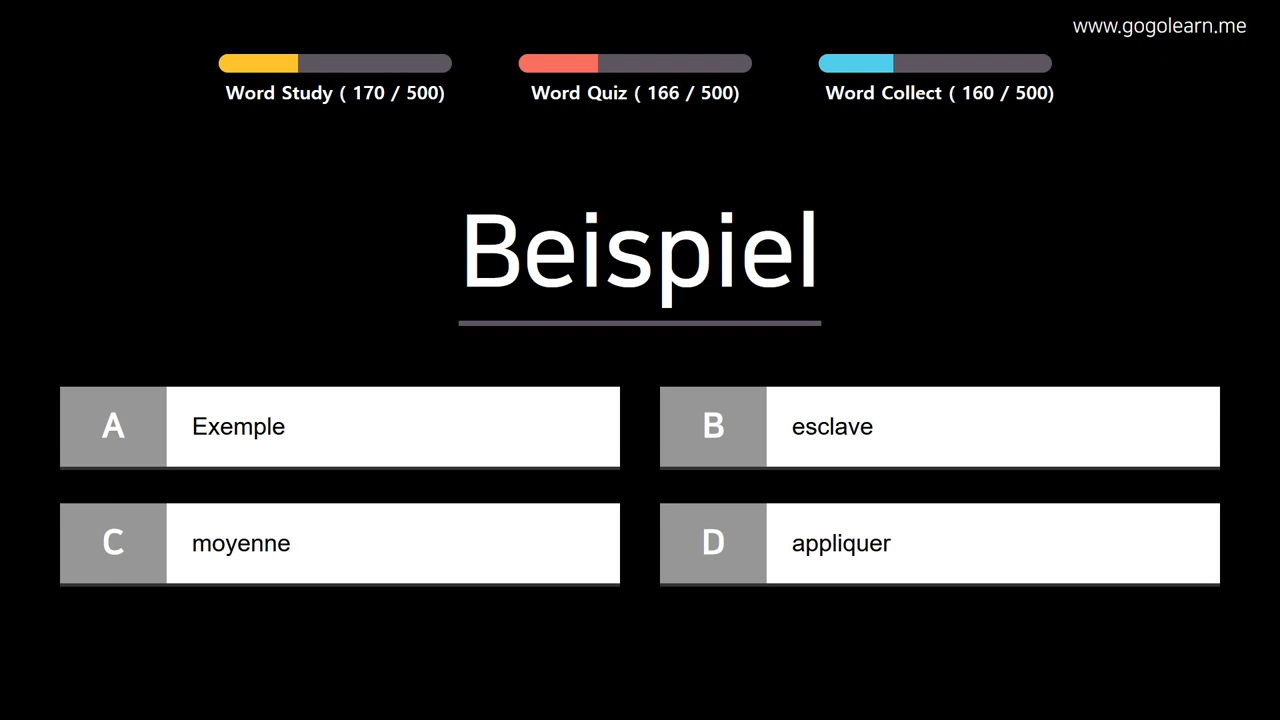 www.gogolearn.me
Word Study ( 170 / 500)
Word Quiz ( 166 / 500)
Word Collect ( 160 / 500)
Beispiel
A
Exemple
B
esclave
C
moyenne
D
appliquer